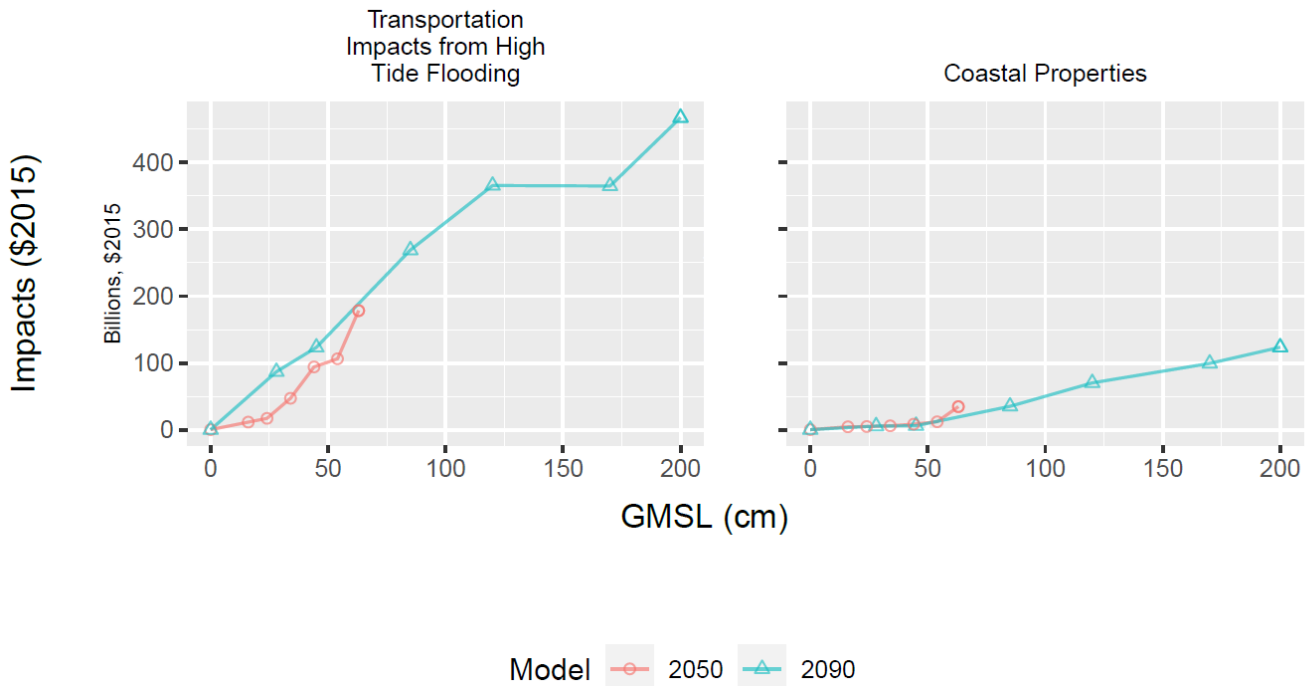 Transportation
Impacts from High
Tide Flooding
Coastal Properties
Impacts ($2015)
Billions, $2015
400
300
200
100
0
0 50 100 150 200
0 50 100 150 200
GMSL (cm)
Model 2050 2090